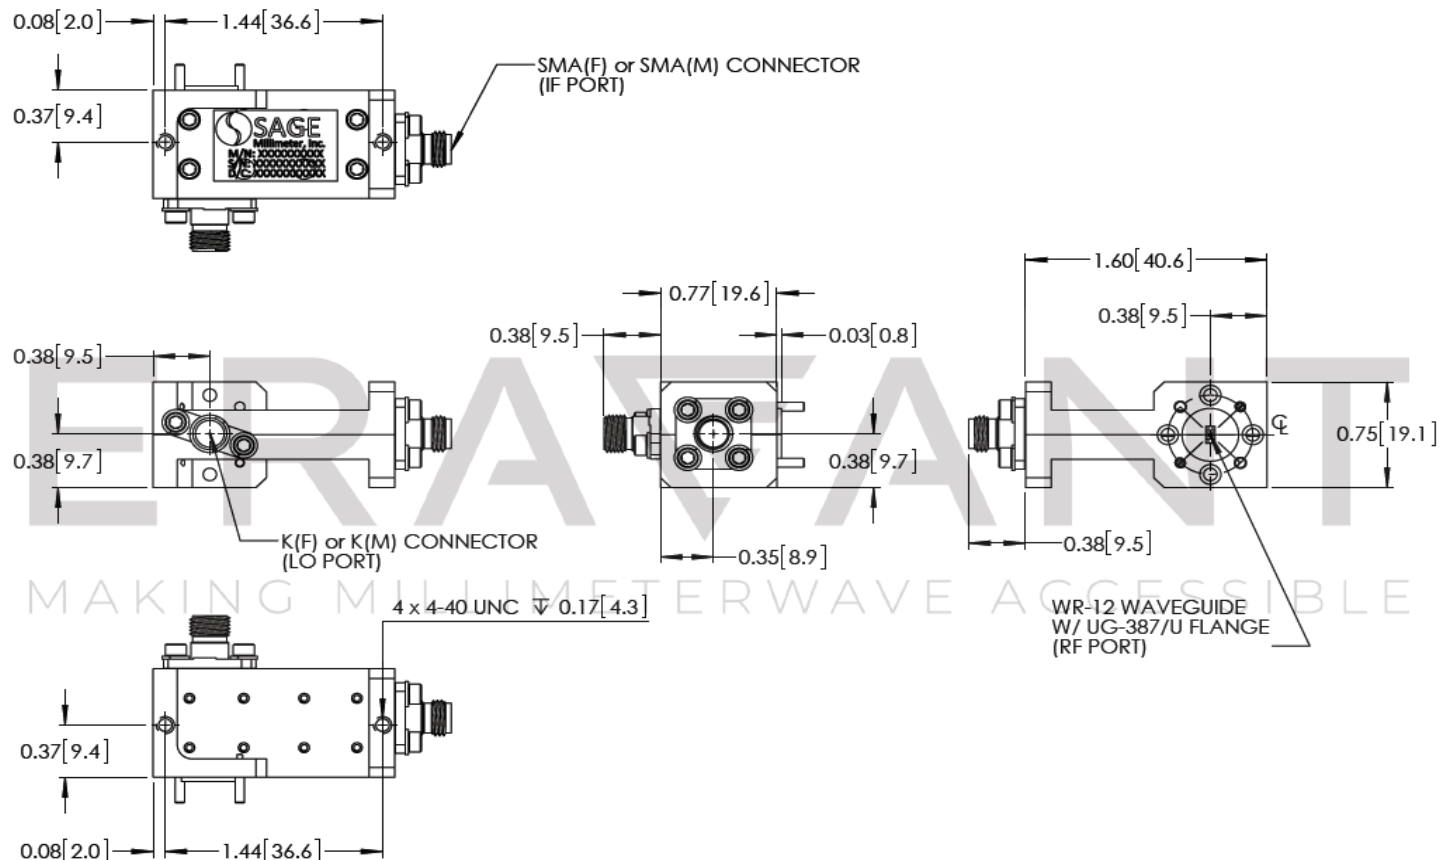 0.08[2.0]
1.44[36.6]
SMA(F) or SMA(M) CONNECTOR
(IF PORT)
0.37[9.4]
SAGE
Millimeter, Inc.
M/N: XXXXXXXXXX
S/N: XXXXXXXXXXX
D/C: XXXXXXXXXXX
1.60[40.6]
0.77[19.6]
0.38[9.5]
0.38[9.5]
0.03[0.8]
0.38[9.5]
ERAVANT
℄
0.75[19.1]
0.38[9.7]
0.38[9.7]
K(F) or K(M) CONNECTOR
(LO PORT)
0.35[8.9]
0.38[9.5]
MAKING MILLIMETERWAVE ACCESSIBLE
4 x 4-40 UNC ↧ 0.17[4.3]
WR-12 WAVEGUIDE
W/ UG-387/U FLANGE
(RF PORT)
0.37[9.4]
0.08[2.0]
1.44[36.6]